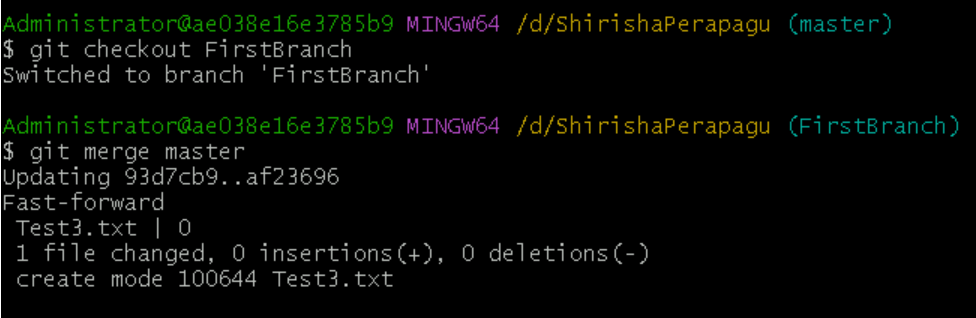 Administrator@ae038e16e3785b9 MINGW64 /d/ShirishaPerapagu (master)
$ git checkout FirstBranch
Switched to branch 'FirstBranch'
Administrator@ae038e16e3785b9 MINGW64 /d/ShirishaPerapagu (FirstBranch)
$ git merge master
Updating 93d7cb9..af23696
Fast-forward
 Test3.txt | 0
 1 file changed, 0 insertions(+), 0 deletions(-)
 create mode 100644 Test3.txt